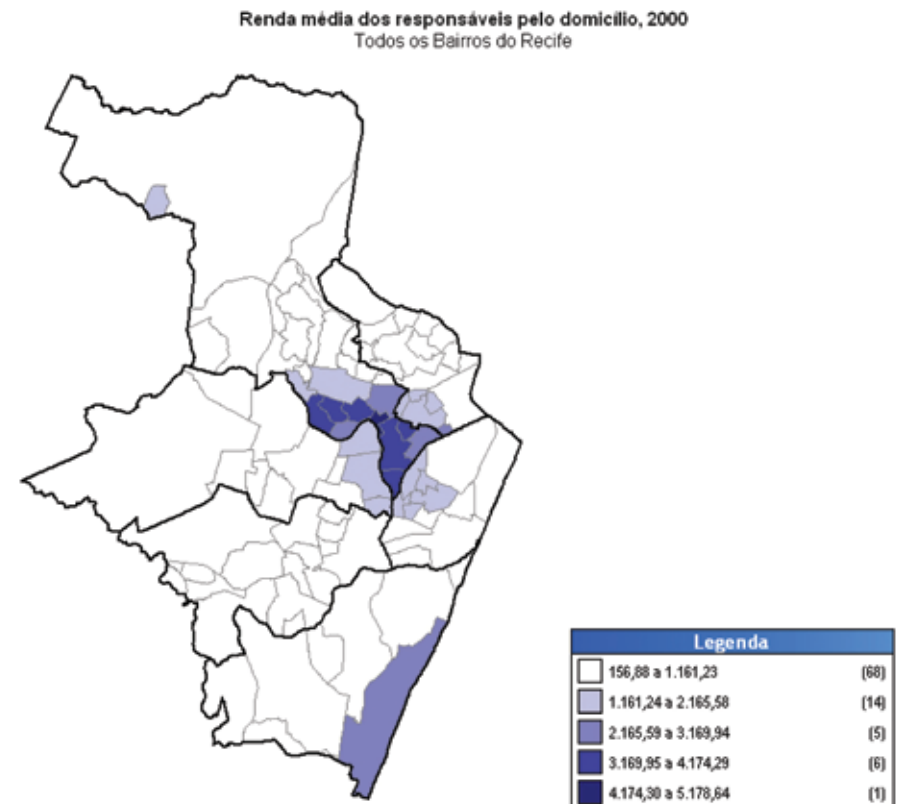 Renda média dos responsáveis pelo domicílio, 2000
Todos os Bairros do Recife
Legenda
156,88 a 1.161,23 (68)
1.161,24 a 2.165,58 (14)
2.165,59 a 3.169,94 (5)
3.169,95 a 4.174,29 (6)
4.174,30 a 5.178,64 (1)